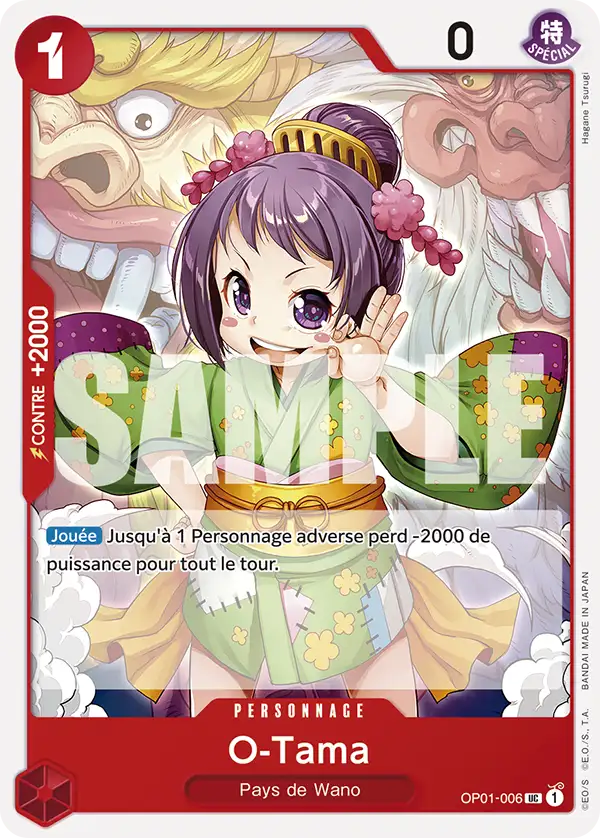 1
0
特
SPÉCIAL
Hagane Tsurugi
CONTRE +2000
SAMPLE
Jouée Jusqu'à 1 Personnage adverse perd -2000 de
puissance pour tout le tour.
PERSONNAGE
O-Tama
Pays de Wano
OP01-006 UC 1
©EO/S ©E.O./S., T.A. BANDAI MADE IN JAPAN